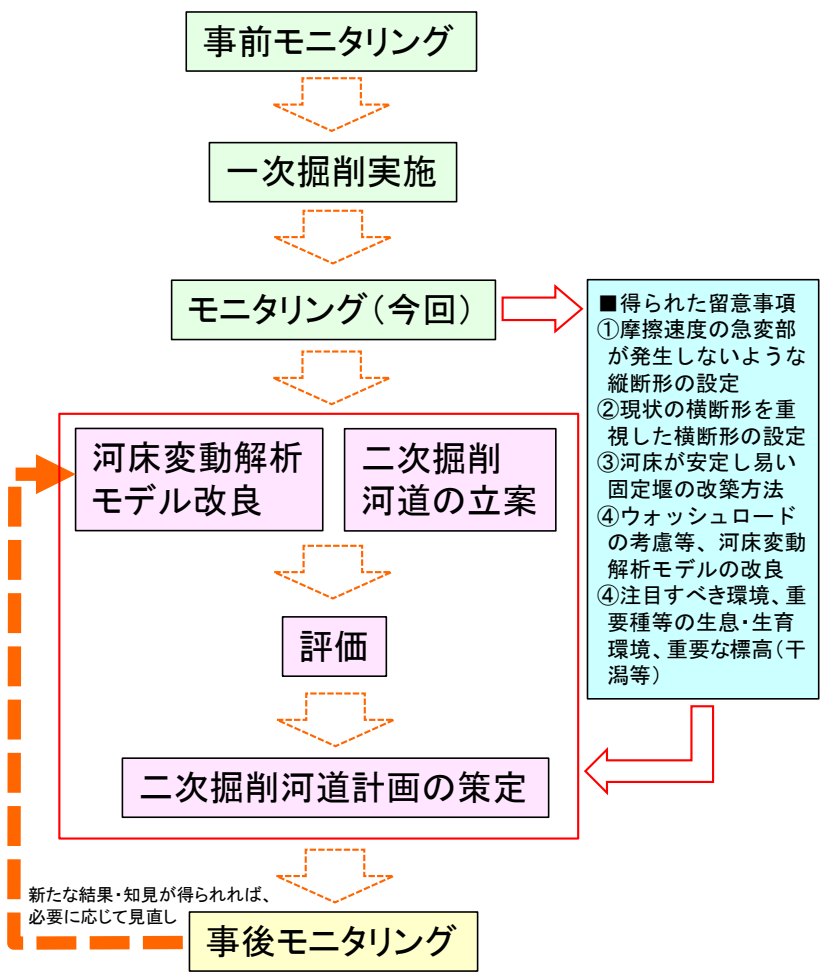 事前モニタリング
一次掘削実施
モニタリング（今回）
■得られた留意事項
①摩擦速度の急変部
が発生しないような
縦断形の設定
②現状の横断形を重
視した横断形の設定
③河床が安定し易い
固定堰の改築方法
④ウォッシュロード
の考慮等、河床変動
解析モデルの改良
④注目すべき環境、重
要種等の生息・生育
環境、重要な標高（干
潟等）
河床変動解析
モデル改良
二次掘削
河道の立案
評価
二次掘削河道計画の策定
新たな結果・知見が得られれば、
必要に応じて見直し
事後モニタリング